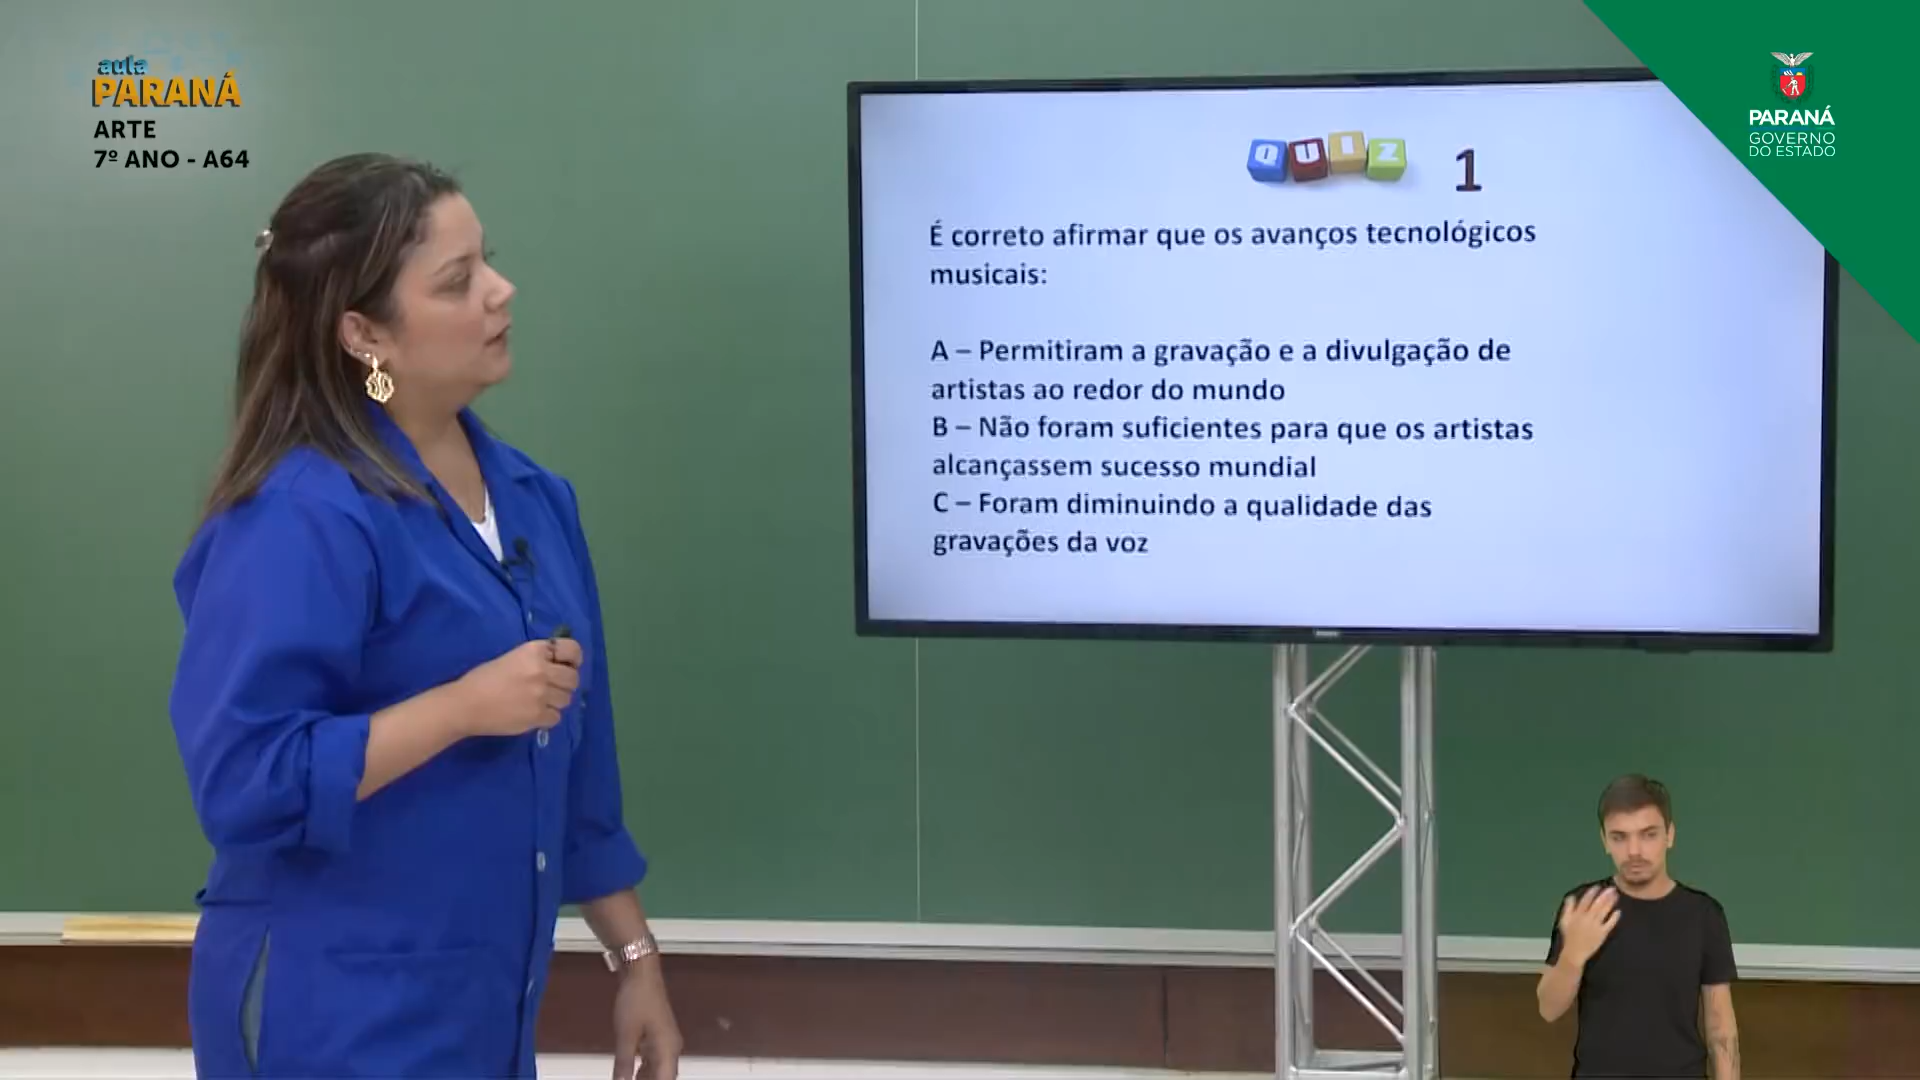 aula
PARANÁ
ARTE
7º ANO - A64
PARANÁ
GOVERNO
DO ESTADO
QUIZ 1
É correto afirmar que os avanços tecnológicos
musicais:
A – Permitiram a gravação e a divulgação de
artistas ao redor do mundo
B – Não foram suficientes para que os artistas
alcançassem sucesso mundial
C – Foram diminuindo a qualidade das
gravações da voz